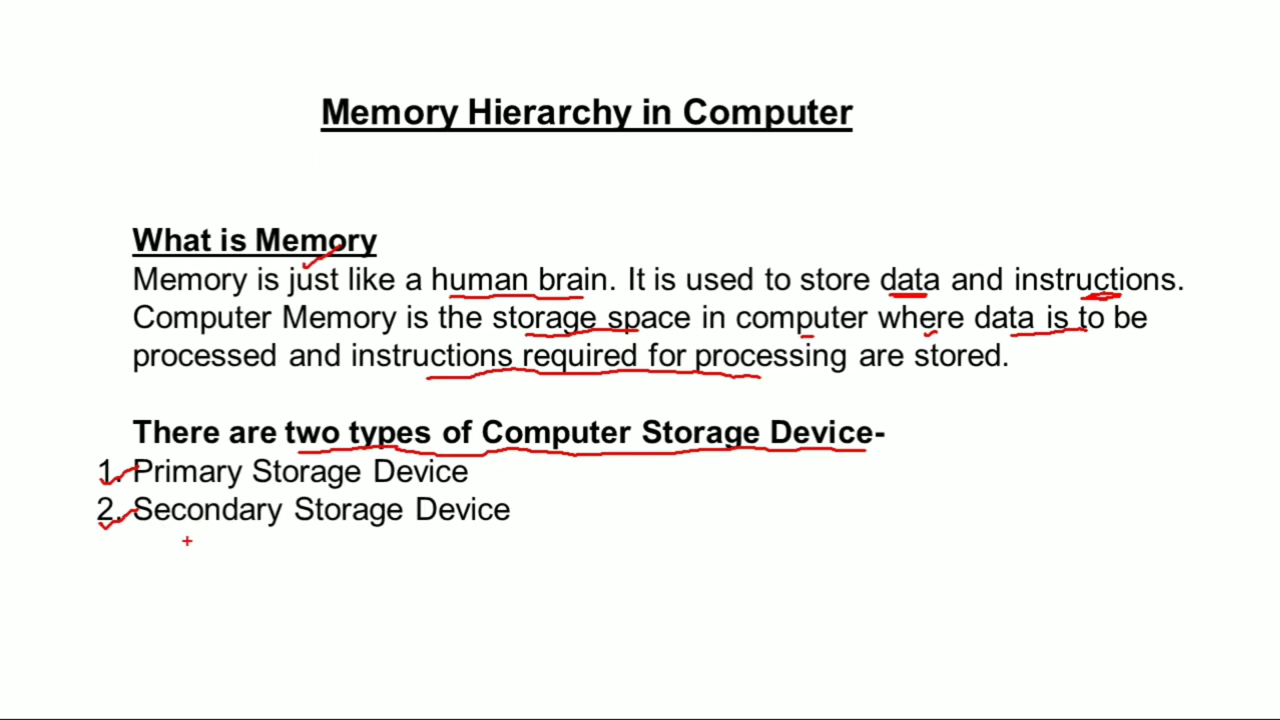 Memory Hierarchy in Computer
What is Memory
Memory is just like a human brain. It is used to store data and instructions.
Computer Memory is the storage space in computer where data is to be
processed and instructions required for processing are stored.
There are two types of Computer Storage Device-
1. Primary Storage Device
2. Secondary Storage Device